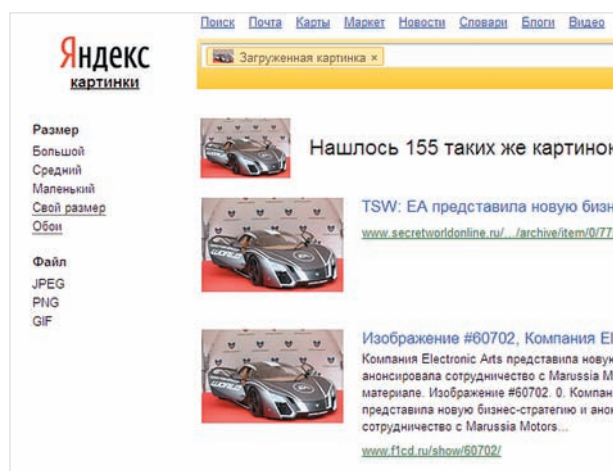 Поиск Почта Карты Маркет Новости Словари Блоги Видео
Яндекс
картинки
Загруженная картинка ×
Размер
Большой
Средний
Маленький
Свой размер
Обои
Файл
JPEG
PNG
GIF
Нашлось 155 таких же картинок
TSW: EA представила новую бизн
www.secretworldonline.ru/.../archive/item/0/77
Изображение #60702, Компания El
Компания Electronic Arts представила новую
анонсировала сотрудничество с Marussia M
материале. Изображение #60702. 0. Компан
представила новую бизнес-стратегию и анон
сотрудничество с Marussia Motors...
www.f1cd.ru/show/60702/